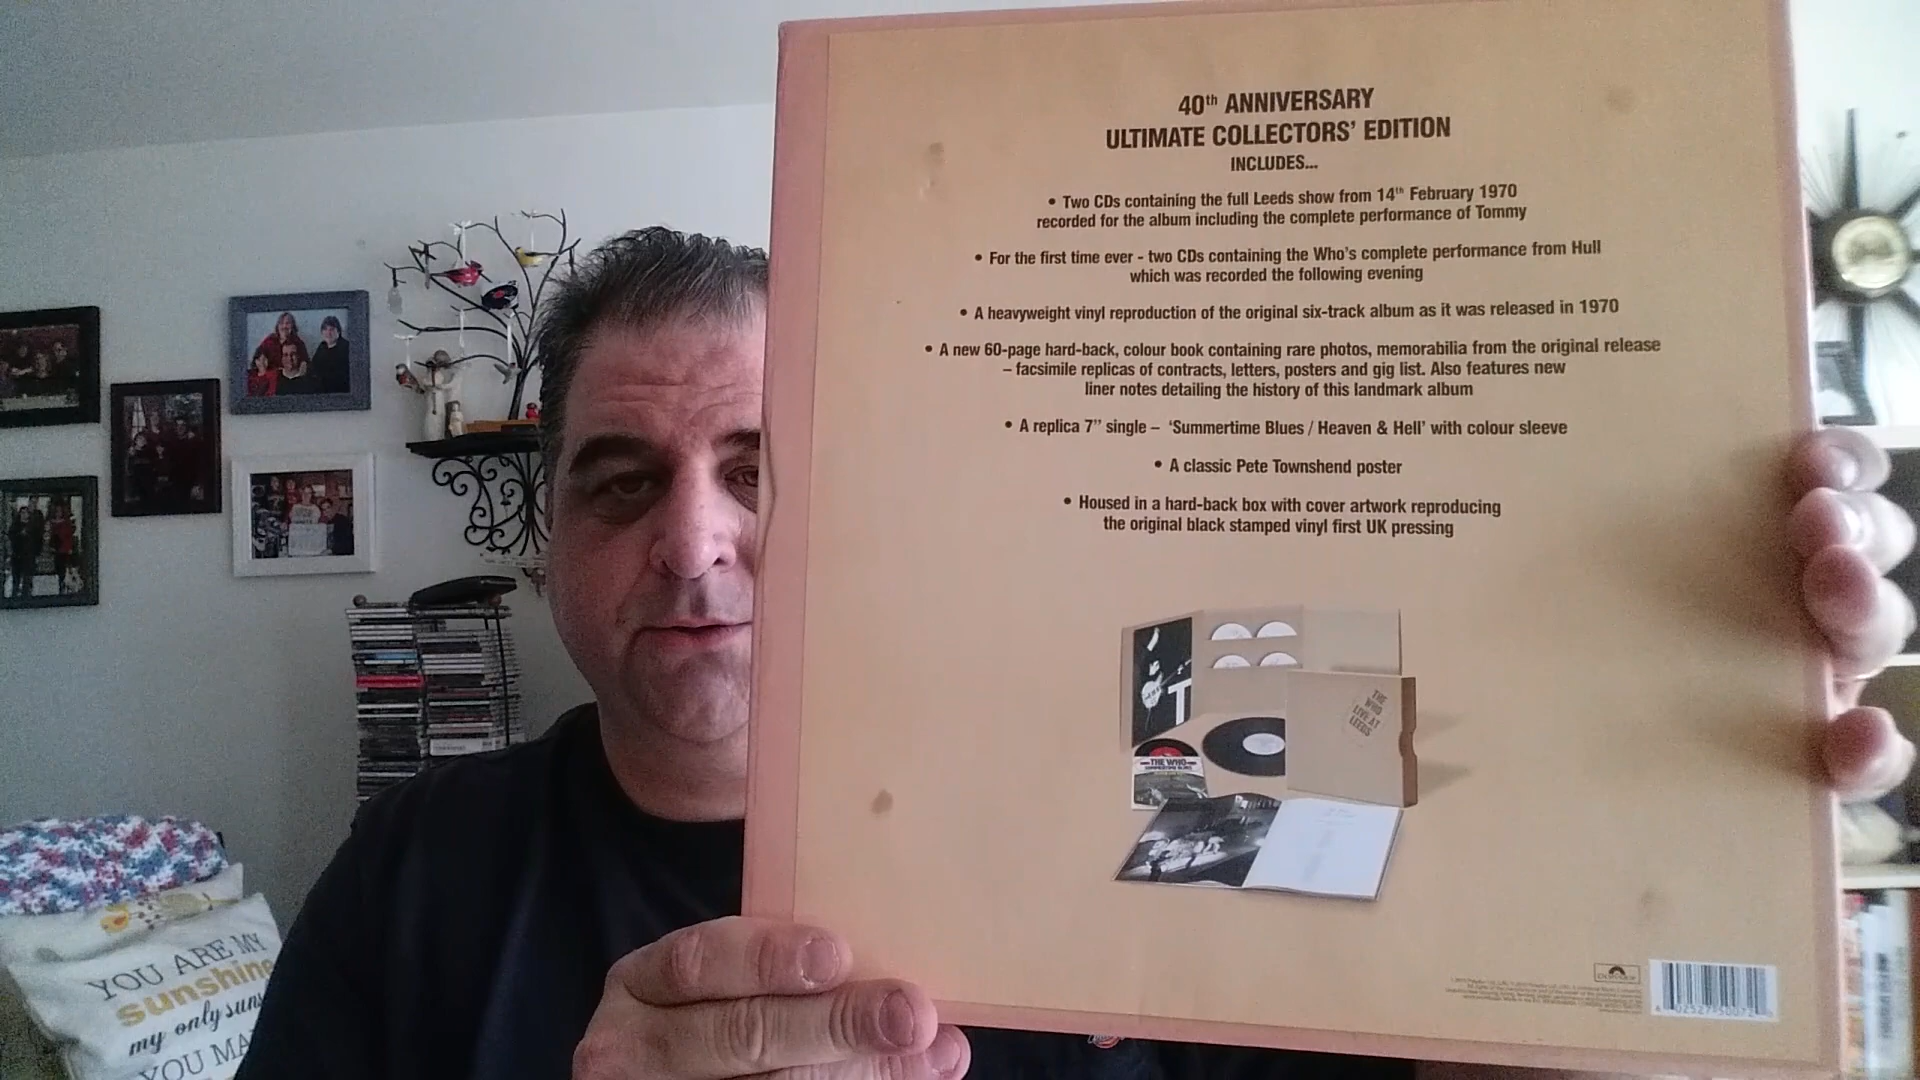 40th ANNIVERSARY
ULTIMATE COLLECTORS' EDITION
INCLUDES...
• Two CDs containing the full Leeds show from 14th February 1970
recorded for the album including the complete performance of Tommy
• For the first time ever - two CDs containing the Who's complete performance from Hull
which was recorded the following evening
• A heavyweight vinyl reproduction of the original six-track album as it was released in 1970
• A new 60-page hard-back, colour book containing rare photos, memorabilia from the original release
– facsimile replicas of contracts, letters, posters and gig list. Also features new
liner notes detailing the history of this landmark album
• A replica 7” single – ‘Summertime Blues / Heaven & Hell’ with colour sleeve
• A classic Pete Townshend poster
• Housed in a hard-back box with cover artwork reproducing
the original black stamped vinyl first UK pressing
THE
WHO
LIVE AT
LEEDS
THE WHO
SUMMERTIME BLUES
YOU ARE MY
sunshine
my only suns
YOU MA